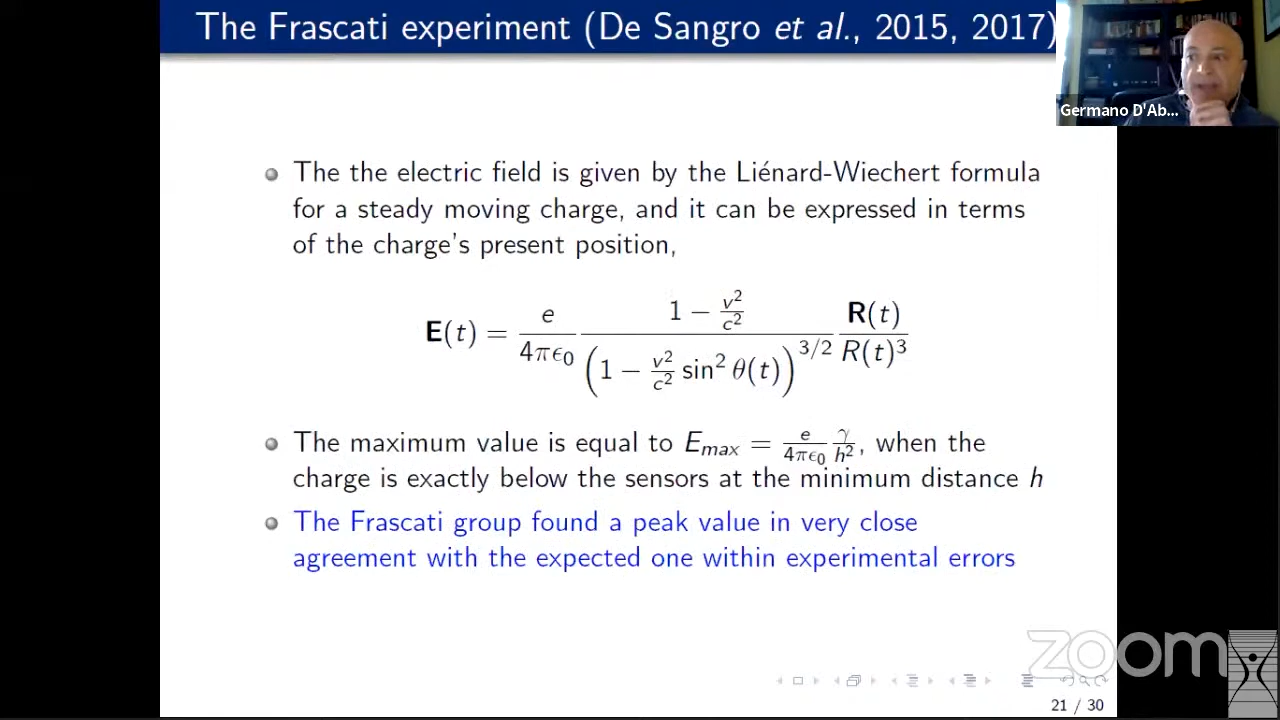 The Frascati experiment (De Sangro et al., 2015, 2017)
Germano D'Ab...
The the electric field is given by the Liénard-Wiechert formula
for a steady moving charge, and it can be expressed in terms
of the charge's present position,
E(t) = e/4πϵ₀ (1 − v²/c²)/(1 − v²/c² sin² θ(t))^3/2 R(t)/R(t)³
The maximum value is equal to Emax = e/4πϵ₀ γ/h², when the
charge is exactly below the sensors at the minimum distance h
The Frascati group found a peak value in very close
agreement with the expected one within experimental errors
zoom
21 / 30